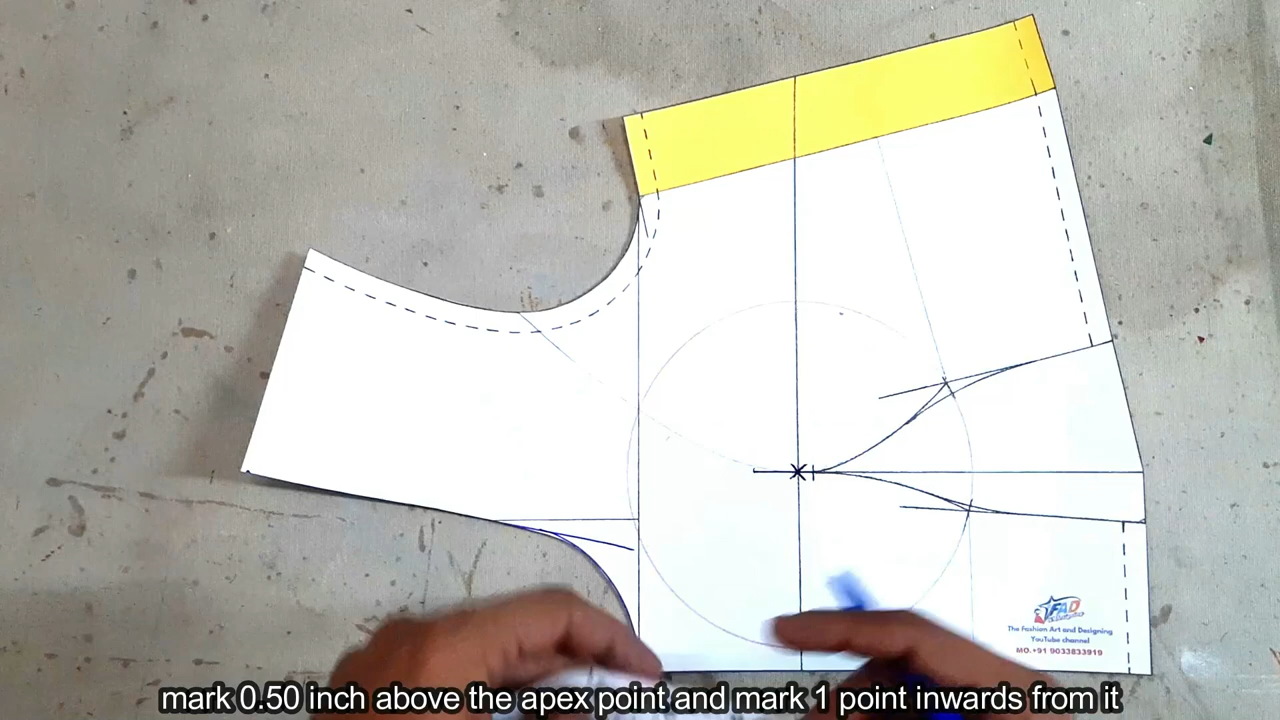 FAD
The Fashion Art and Designing
YouTube channel
MO.+91 9033833919
mark 0.50 inch above the apex point and mark 1 point inwards from it